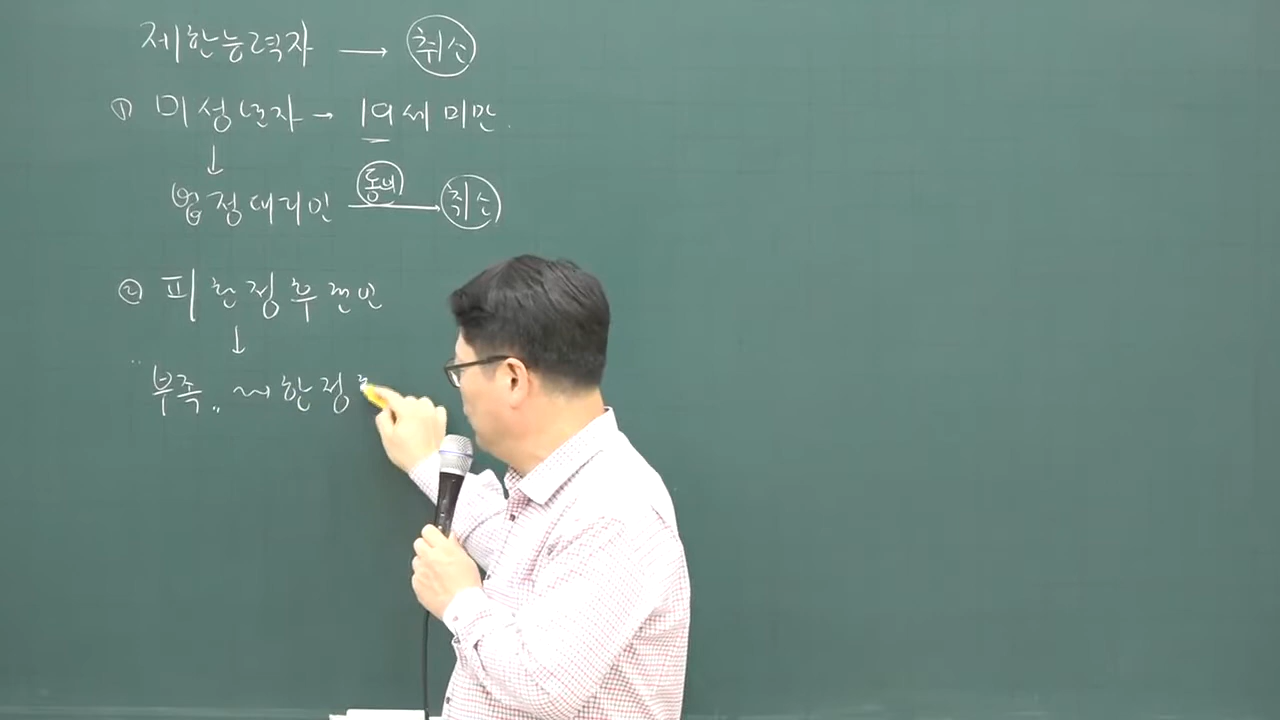 제한능력자 → 취소
① 미성년자 → 19세 미만.
↓
법정대리인 동의 → 취소
② 피한정후견인
↓
"부족" ~> 한정